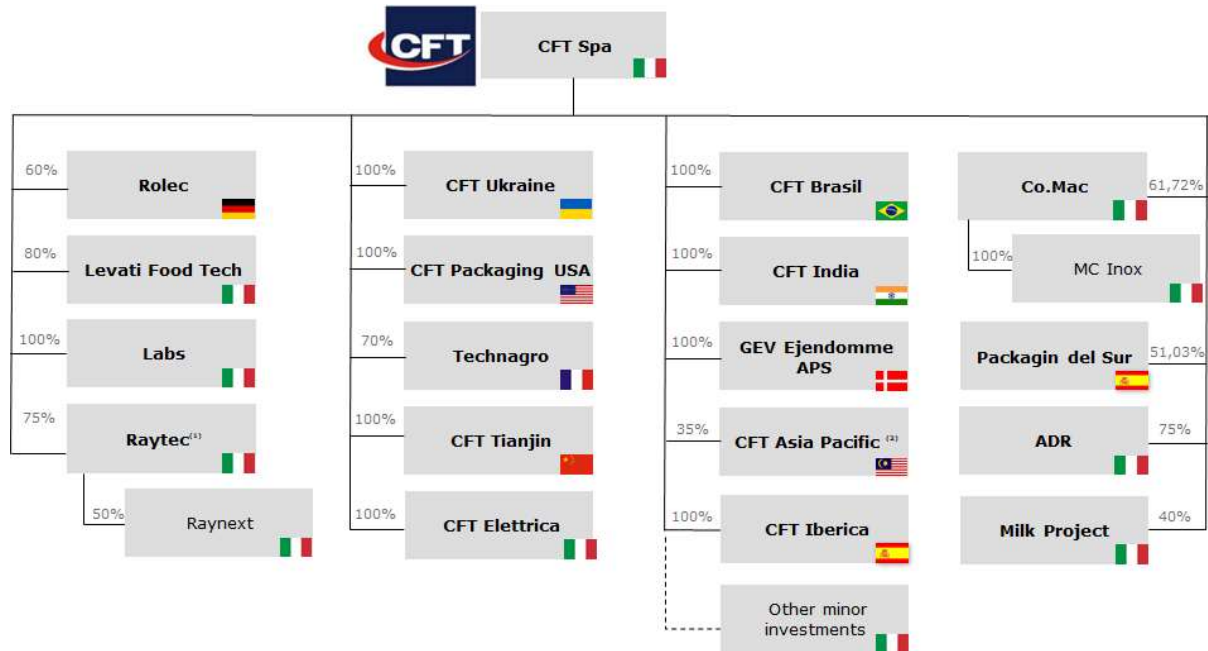 CFT
CFT Spa
60%
Rolec
80%
Levati Food Tech
100%
Labs
75%
Raytec(1)
50%
Raynext
100%
CFT Ukraine
100%
CFT Packaging USA
70%
Technagro
100%
CFT Tianjin
100%
CFT Elettrica
100%
CFT Brasil
100%
CFT India
100%
GEV Ejendomme
APS
35%
CFT Asia Pacific (2)
100%
CFT Iberica
Other minor
investments
Co.Mac
61,72%
100%
MC Inox
Packagin del Sur
51,03%
ADR
75%
Milk Project
40%